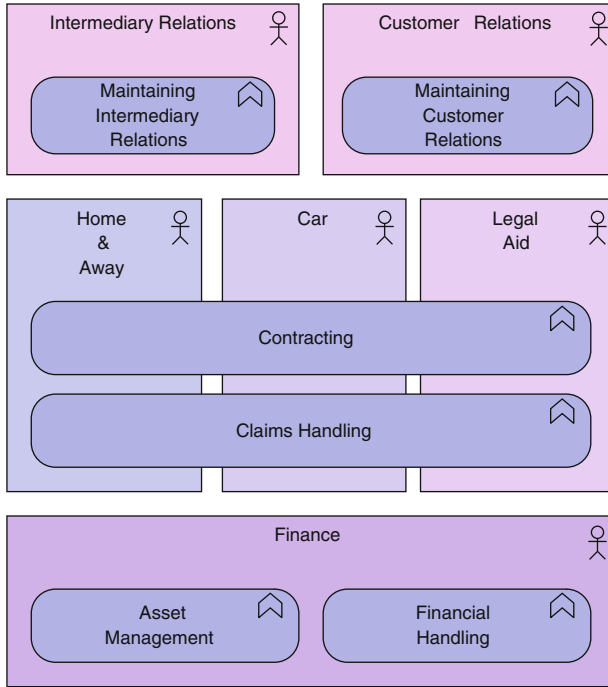 Intermediary Relations
Maintaining
Intermediary
Relations
Customer Relations
Maintaining
Customer
Relations
Home
&
Away
Car
Legal
Aid
Contracting
Claims Handling
Finance
Asset
Management
Financial
Handling